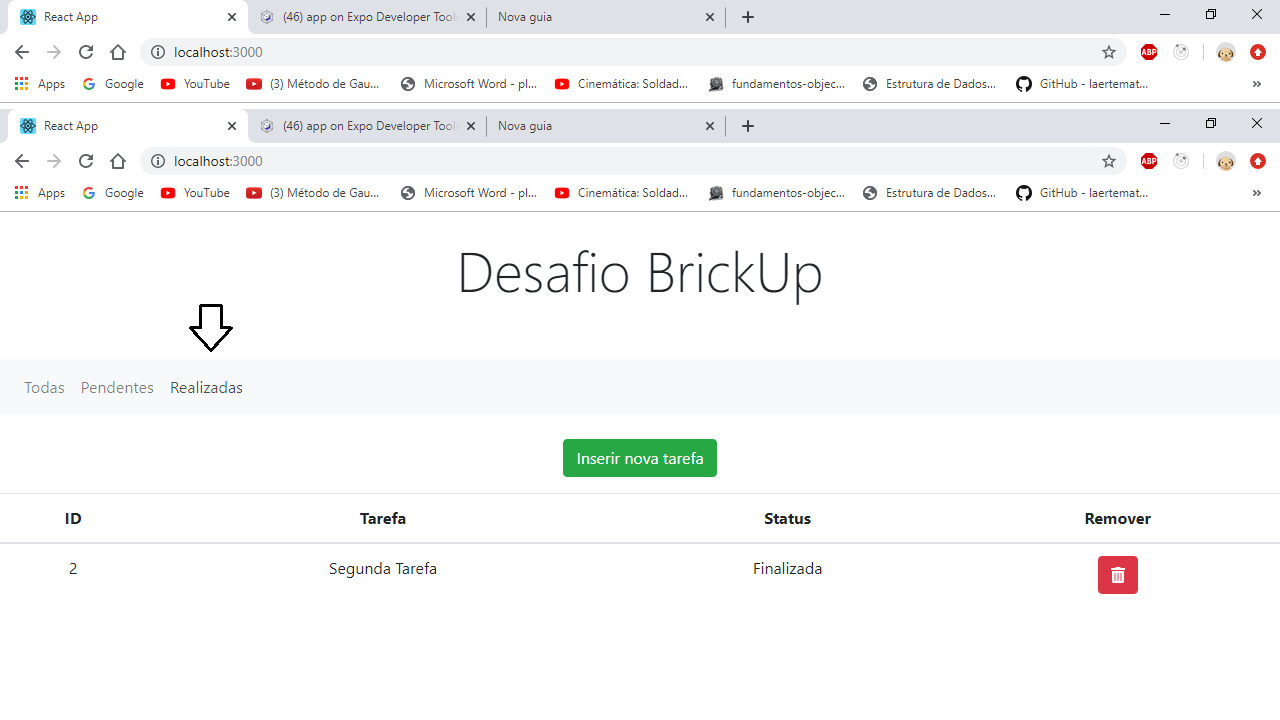 React App (46) app on Expo Developer Tools Nova guia
localhost:3000 ABP
Apps Google YouTube (3) Método de Gau... Microsoft Word - pl... Cinemática: Soldad... fundamentos-objec... Estrutura de Dados... GitHub - laertemat... »
React App (46) app on Expo Developer Tools Nova guia
localhost:3000 ABP
Apps Google YouTube (3) Método de Gau... Microsoft Word - pl... Cinemática: Soldad... fundamentos-objec... Estrutura de Dados... GitHub - laertemat... »
Desafio BrickUp
Todas Pendentes Realizadas
Inserir nova tarefa
ID Tarefa Status Remover
2 Segunda Tarefa Finalizada